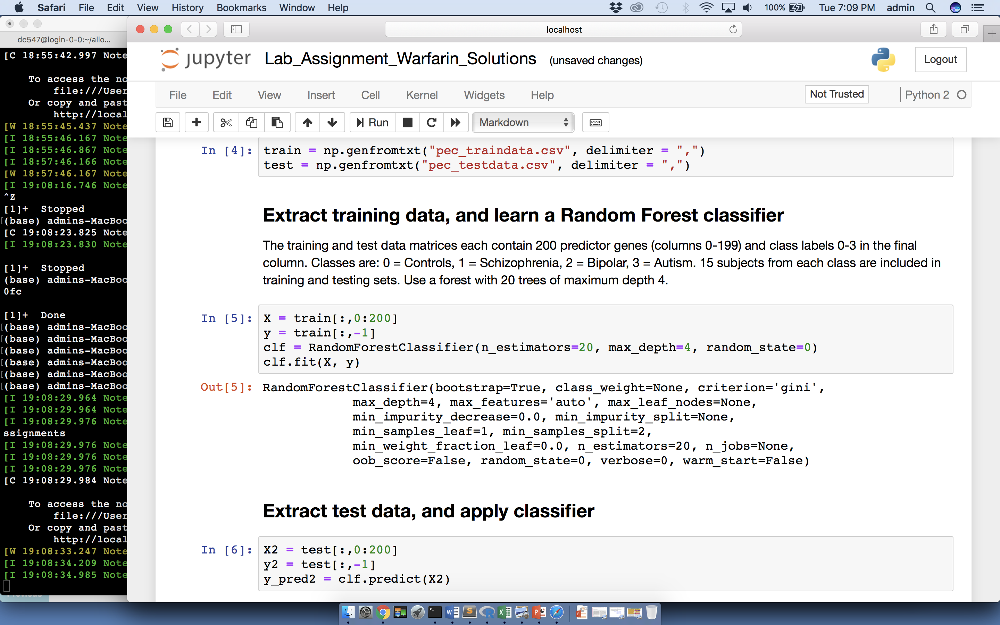 Safari File Edit View History Bookmarks Window Help 100% Tue 7:09 PM admin
dc547@login-0-0:~/allo...
[C 18:55:42.997 Note
To access the no
file:///User
Or copy and past
http://local
[W 18:55:45.437 Note
[I 18:55:46.167 Note
[I 18:55:46.867 Note
[I 18:57:46.166 Note
[W 18:57:46.167 Note
[I 19:08:16.746 Note
^Z
[1]+ Stopped
[(base) admins-MacBoo
[C 19:08:23.825 Note
[I 19:08:23.830 Note
[1]+ Stopped
(base) admins-MacBoo
0fc
[1]+ Done
[(base) admins-MacBoo
[(base) admins-MacBoo
[(base) admins-MacBoo
[(base) admins-MacBoo
[(base) admins-MacBoo
[(base) admins-MacBoo
[I 19:08:29.964 Note
[I 19:08:29.964 Note
[I 19:08:29.976 Note
ssignments
[I 19:08:29.976 Note
[I 19:08:29.976 Note
[I 19:08:29.976 Note
[C 19:08:29.984 Note
To access the no
file:///User
Or copy and past
http://local
[W 19:08:33.247 Note
[I 19:08:34.209 Note
[I 19:08:34.985 Note
localhost
jupyter Lab_Assignment_Warfarin_Solutions (unsaved changes) Logout
File Edit View Insert Cell Kernel Widgets Help Not Trusted Python 2
Run Markdown
In [4]: train = np.genfromtxt("pec_traindata.csv", delimiter = ",")
test = np.genfromtxt("pec_testdata.csv", delimiter = ",")
Extract training data, and learn a Random Forest classifier
The training and test data matrices each contain 200 predictor genes (columns 0-199) and class labels 0-3 in the final
column. Classes are: 0 = Controls, 1 = Schizophrenia, 2 = Bipolar, 3 = Autism. 15 subjects from each class are included in
training and testing sets. Use a forest with 20 trees of maximum depth 4.
In [5]: X = train[:,0:200]
y = train[:,-1]
clf = RandomForestClassifier(n_estimators=20, max_depth=4, random_state=0)
clf.fit(X, y)
Out[5]: RandomForestClassifier(bootstrap=True, class_weight=None, criterion='gini',
max_depth=4, max_features='auto', max_leaf_nodes=None,
min_impurity_decrease=0.0, min_impurity_split=None,
min_samples_leaf=1, min_samples_split=2,
min_weight_fraction_leaf=0.0, n_estimators=20, n_jobs=None,
oob_score=False, random_state=0, verbose=0, warm_start=False)
Extract test data, and apply classifier
In [6]: X2 = test[:,0:200]
y2 = test[:,-1]
y_pred2 = clf.predict(X2)